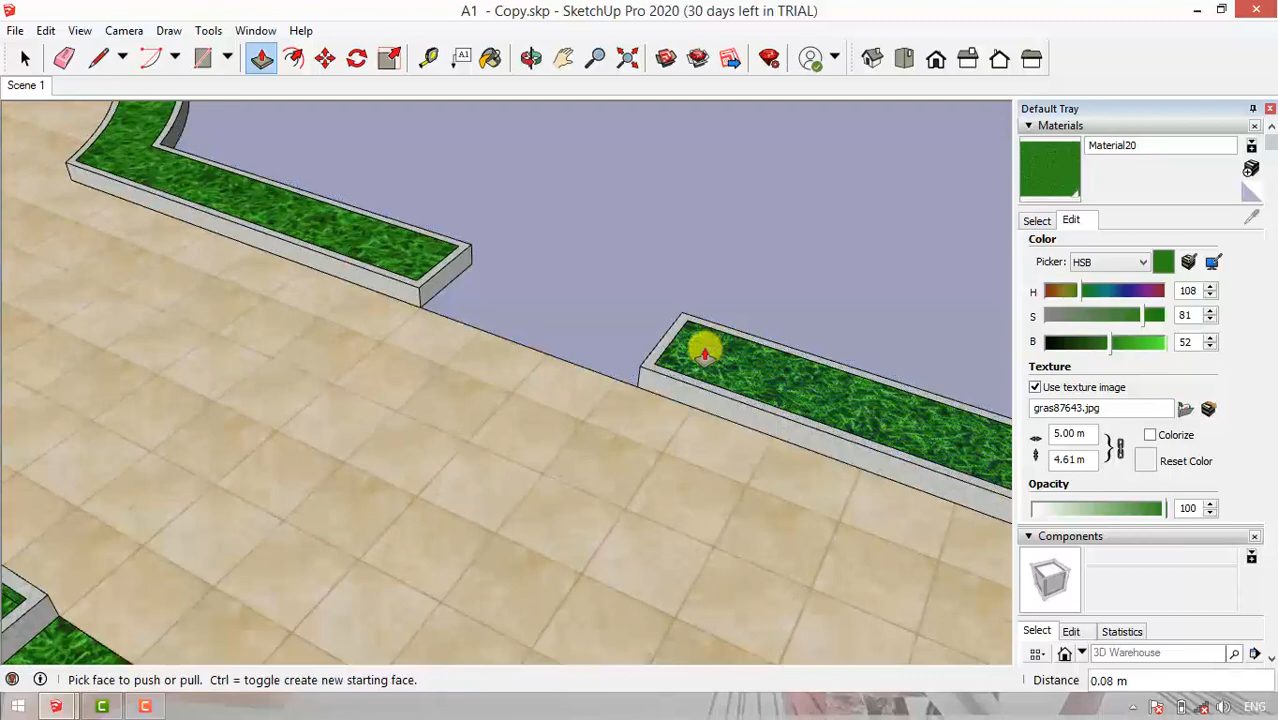 A1 - Copy.skp - SketchUp Pro 2020 (30 days left in TRIAL)
File Edit View Camera Draw Tools Window Help
A1
Scene 1
Default Tray
Materials
Material20
Select Edit
Color
Picker: HSB
H 108
S 81
B 52
Texture
Use texture image
gras87643.jpg
5.00 m
Colorize
4.61 m
Reset Color
Opacity
100
Components
Select Edit Statistics
3D Warehouse
Pick face to push or pull. Ctrl = toggle create new starting face.
Distance 0.08 m
ENG